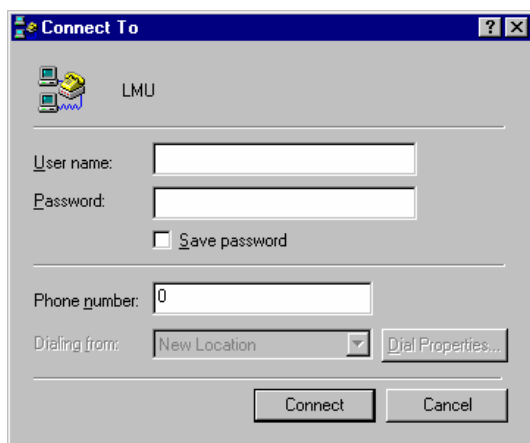 Connect To
LMU
User name:
Password:
Save password
Phone number: 0
Dialing from: New Location Dial Properties...
Connect Cancel